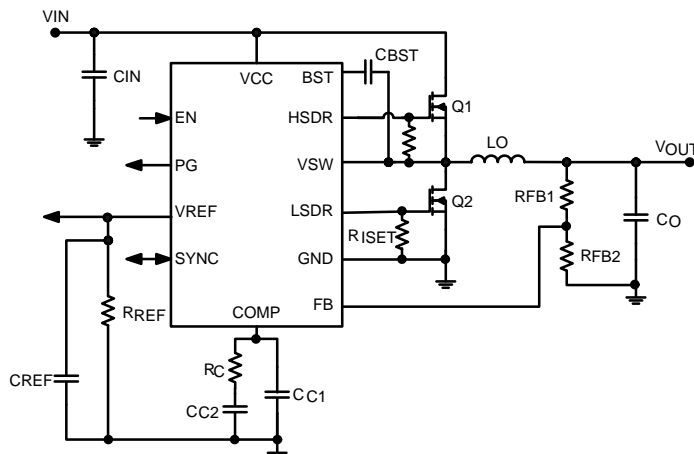 VIN
CIN
VCC
BST
CBST
EN
HSDR
Q1
PG
VSW
LO
VOUT
VREF
LSDR
Q2
RFB1
CO
RISET
SYNC
GND
RFB2
RREF
COMP
FB
CREF
RC
CC2
CC1